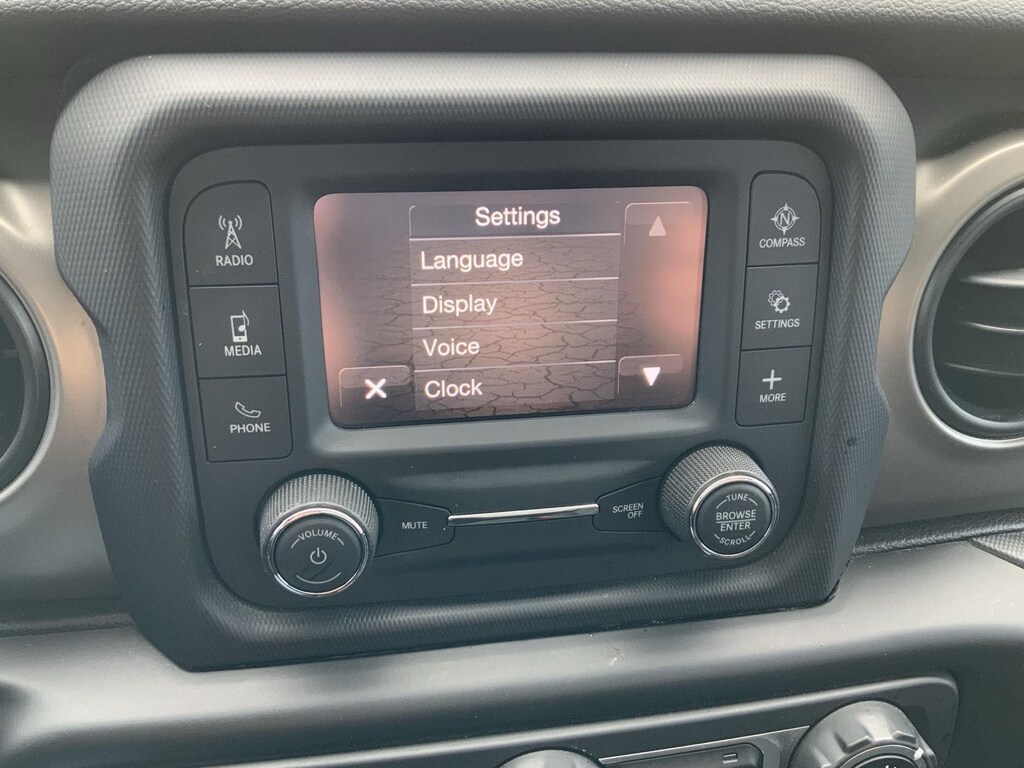 RADIO
MEDIA
PHONE
Settings
Language
Display
Voice
Clock
N
COMPASS
SETTINGS
MORE
VOLUME
MUTE
SCREEN
OFF
TUNE
BROWSE
ENTER
SCROLL